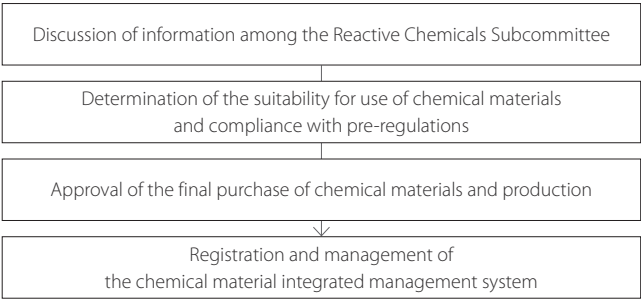 Discussion of information among the Reactive Chemicals Subcommittee
Determination of the suitability for use of chemical materials
and compliance with pre-regulations
Approval of the final purchase of chemical materials and production
Registration and management of
the chemical material integrated management system